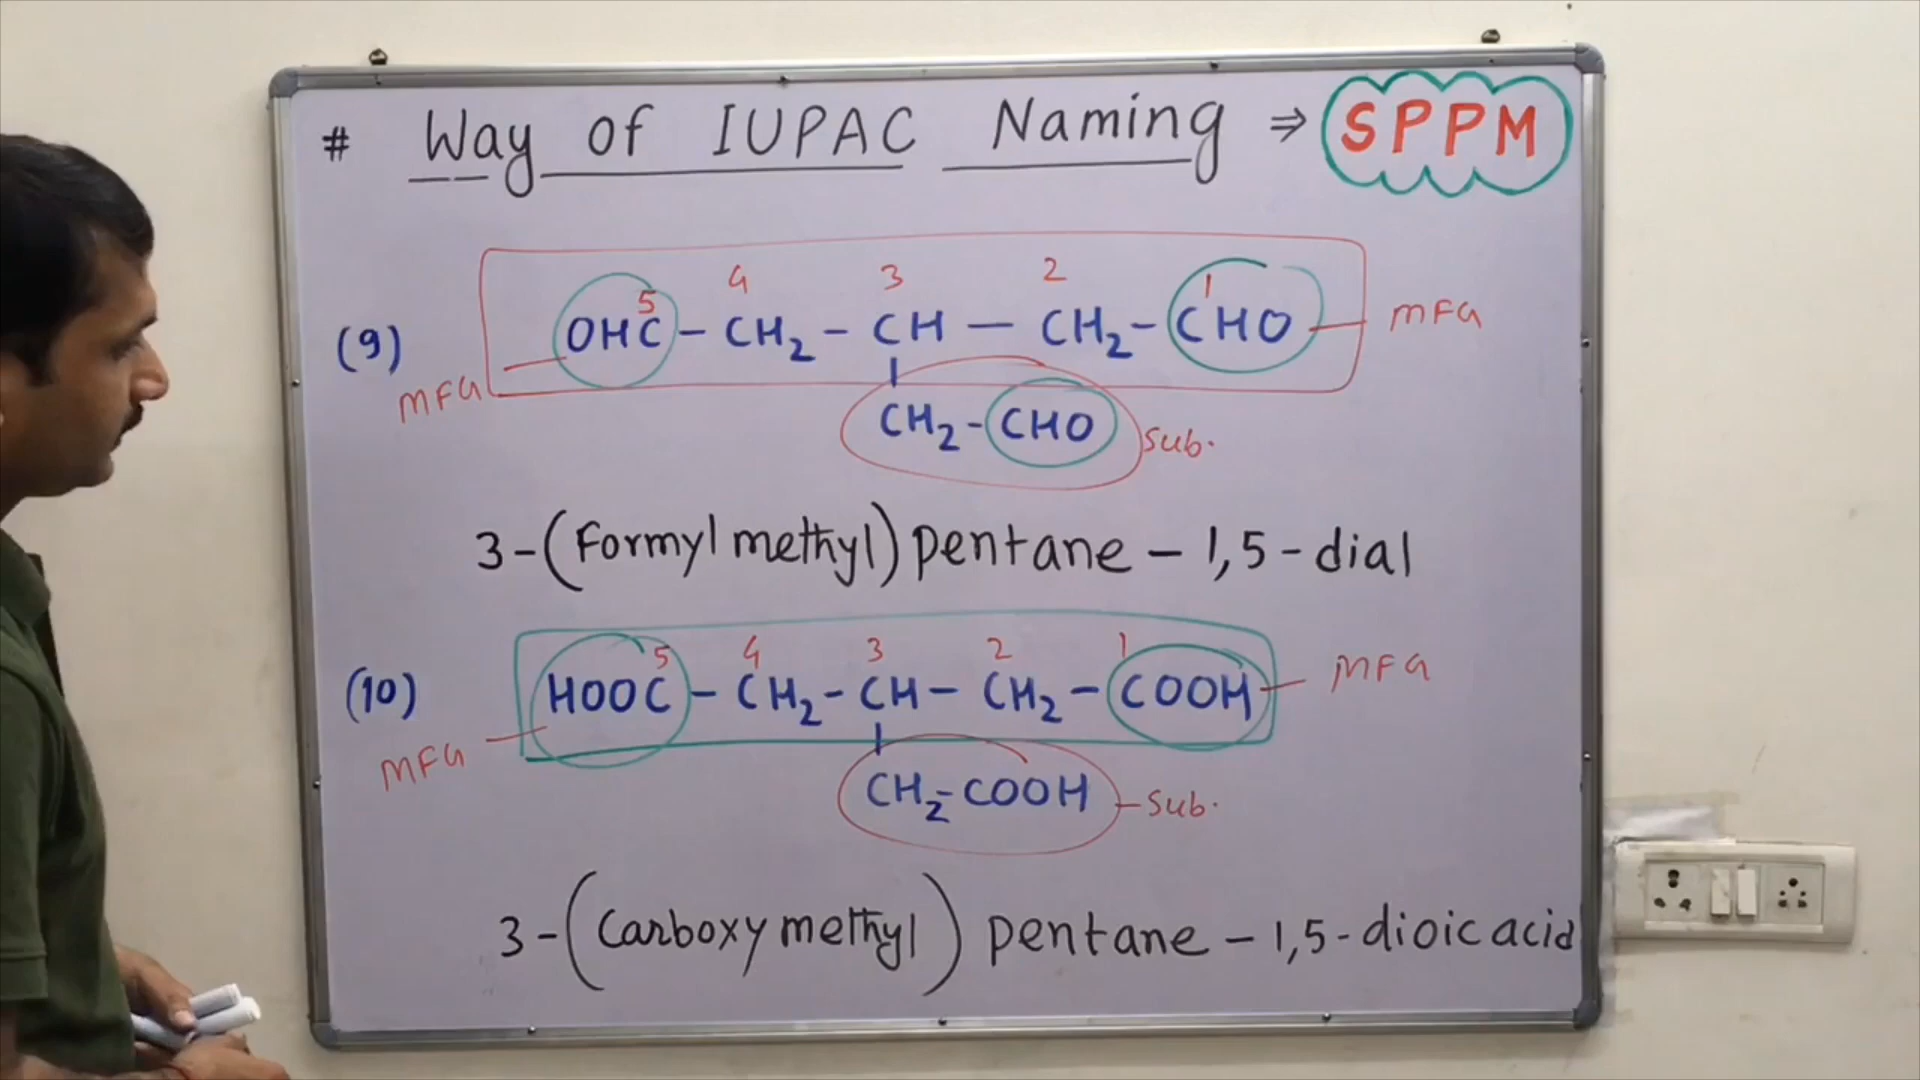 # Way of IUPAC Naming ⇒ SPPM
5 4 3 2 1
(9) OHC – CH₂ – CH – CH₂ – CHO MFG
MFG
CH₂ - CHO Sub.
3-(Formyl methyl) pentane – 1,5-dial
5 4 3 2 1
(10) HOOC – CH₂ – CH – CH₂ – COOH MFG
MFG
CH₂-COOH Sub.
3-(Carboxy methyl) pentane – 1,5-dioic acid